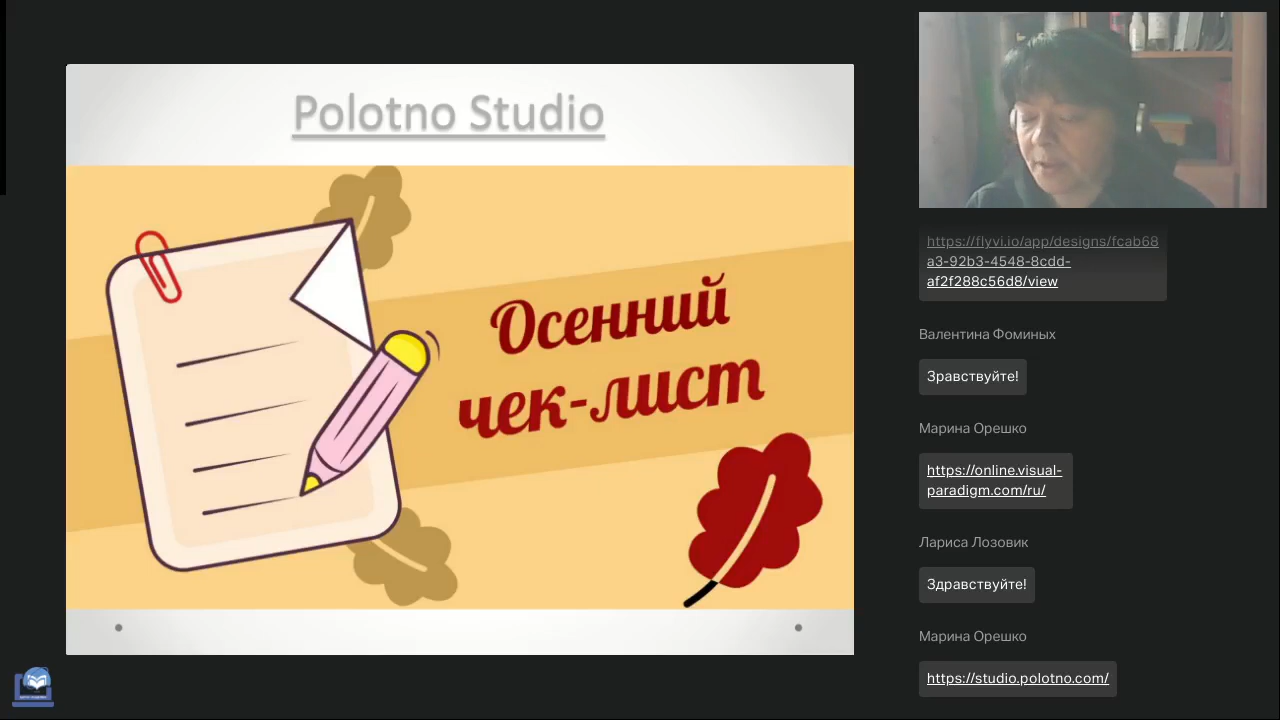 Polotno Studio
Осенний
чек-лист
https://flyvi.io/app/designs/fcab68
a3-92b3-4548-8cdd-
af2f288c56d8/view
Валентина Фоминых
Зравствуйте!
Марина Орешко
https://online.visual-
paradigm.com/ru/
Лариса Лозовик
Здравствуйте!
Марина Орешко
https://studio.polotno.com/